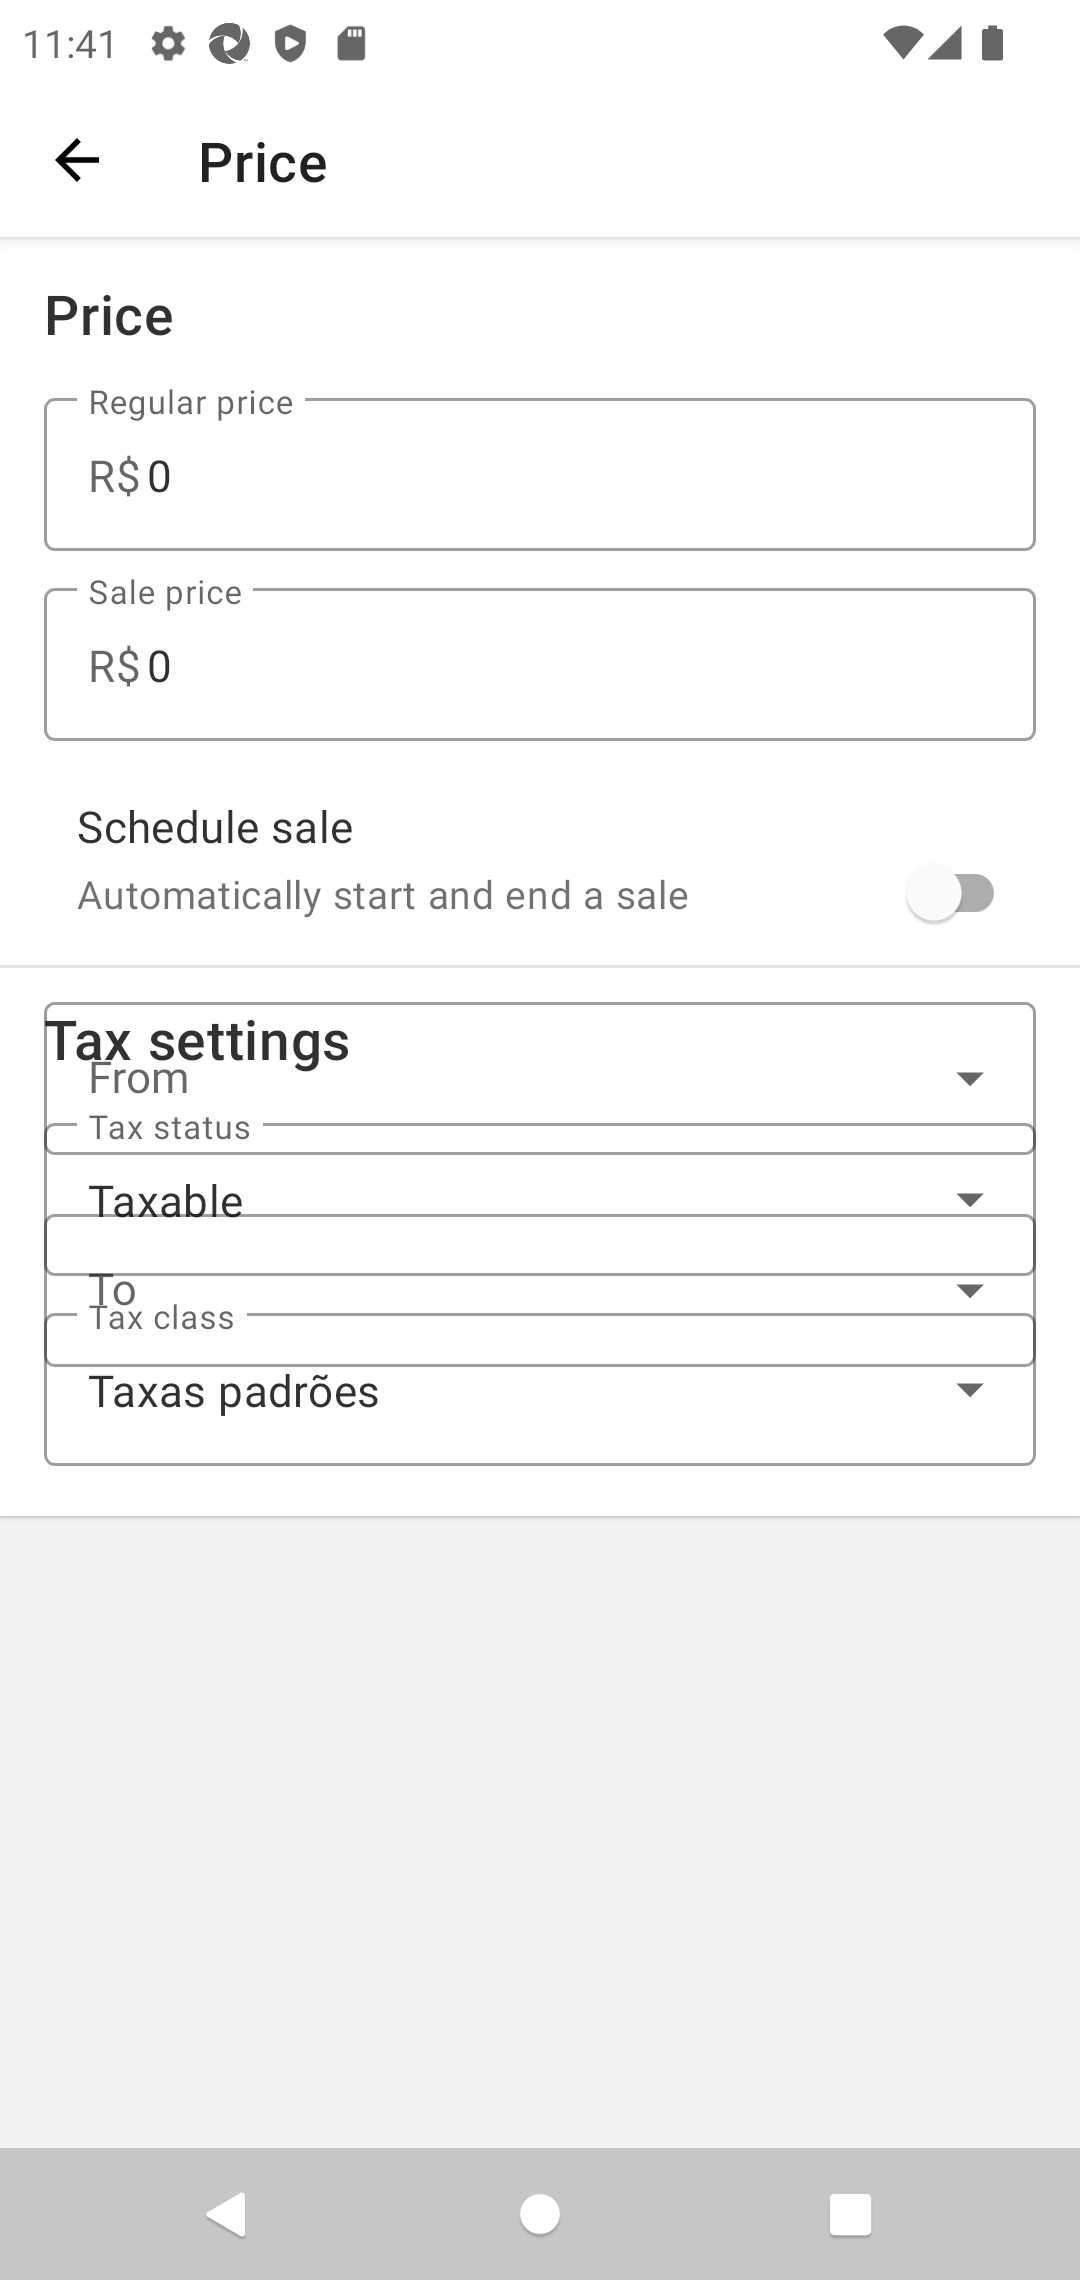 11:41
Price
Price
Regular price
R$ 0
Sale price
R$ 0
Schedule sale
Automatically start and end a sale
Tax settings
From
Tax status
Taxable
To
Tax class
Taxas padrões